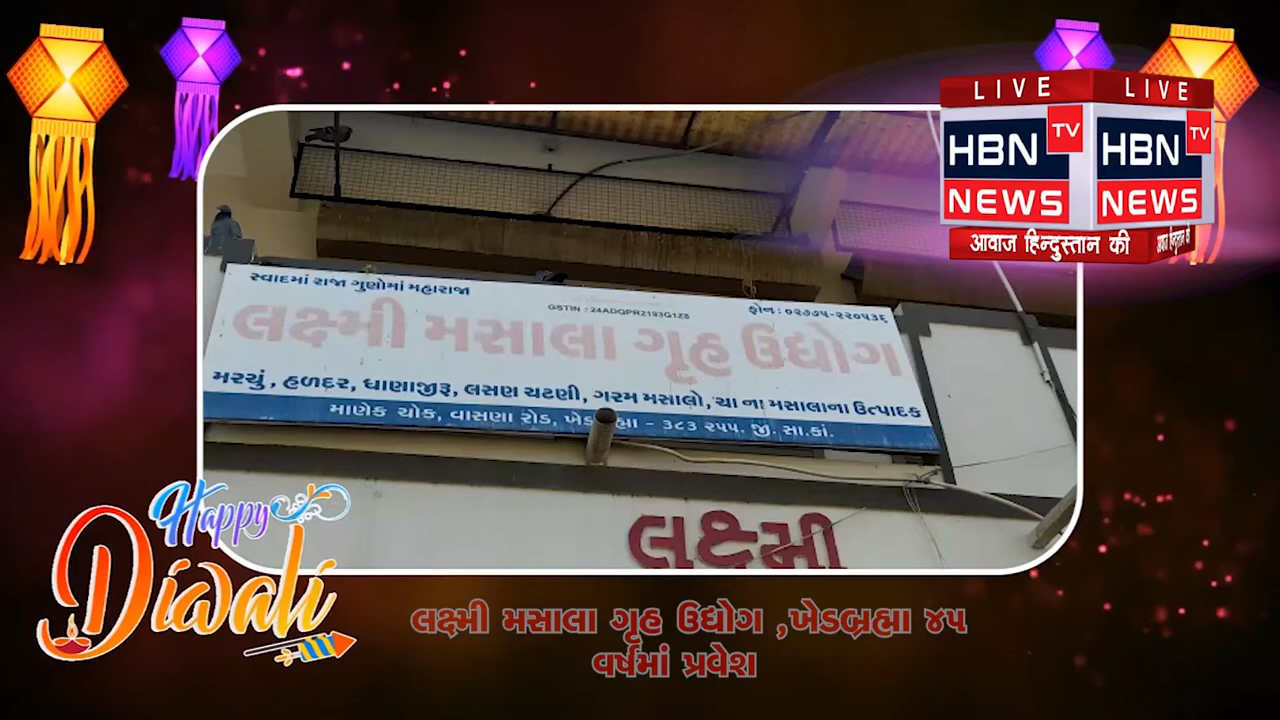 LIVE LIVE
HBN TV HBN TV
NEWS NEWS
आवाज हिन्दुस्तान की
સ્વાદમાં રાજા ગુણોમાં મહારાજા
GSTIN : 24ADQPR2193G1Z8
ફોન : ૦૨૭૭૫-૨૨૦૫૩૬
લક્ષ્મી મસાલા ગૃહ ઉદ્યોગ
મરચું, હળદર, ધાણાજીરૂ, લસણ ચટણી, ગરમ મસાલો, ચા ના મસાલાના ઉત્પાદક
માણેક ચોક, વાસણા રોડ, ખેડબ્રહ્મા - ૩૮૩ ૨૫૫. જી. સા.કાં.
લક્ષ્મી
Happy
Diwali
લક્ષ્મી મસાલા ગૃહ ઉદ્યોગ ,ખેડબ્રહ્મા ૪૫
વર્ષમાં પ્રવેશ